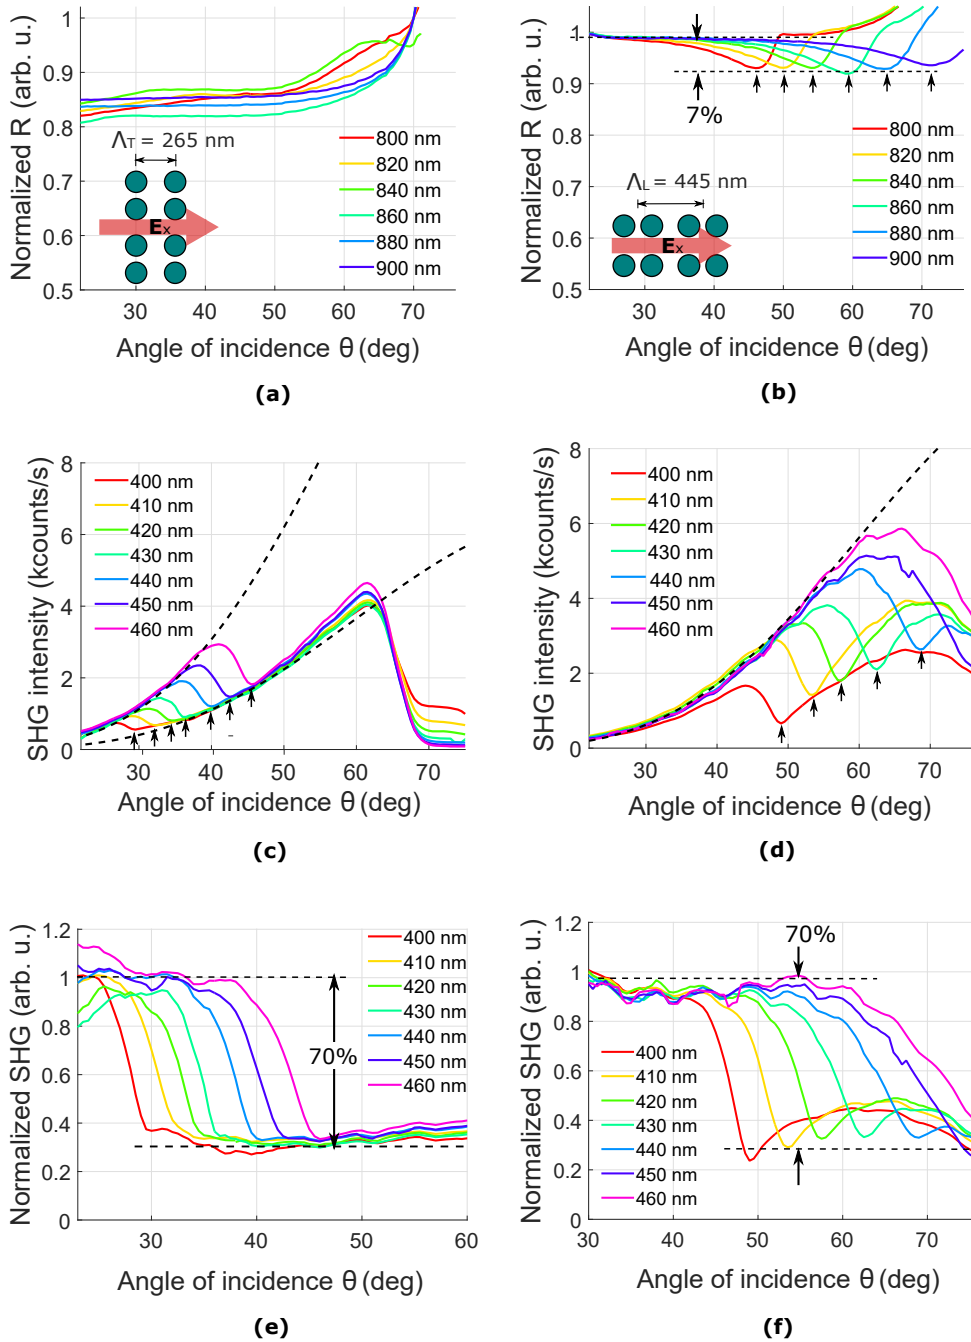 1
0.9
0.8
0.7
0.6
0.5
Normalized R (arb. u.)
Λ_T = 265 nm
E_x
800 nm
820 nm
840 nm
860 nm
880 nm
900 nm
30 40 50 60 70
Angle of incidence θ (deg)
(a)
1
0.9
0.8
0.7
0.6
0.5
Normalized R (arb. u.)
7%
Λ_L = 445 nm
E_x
800 nm
820 nm
840 nm
860 nm
880 nm
900 nm
30 40 50 60 70
Angle of incidence θ (deg)
(b)
8
6
4
2
0
SHG intensity (kcounts/s)
400 nm
410 nm
420 nm
430 nm
440 nm
450 nm
460 nm
30 40 50 60 70
Angle of incidence θ (deg)
(c)
8
6
4
2
0
SHG intensity (kcounts/s)
400 nm
410 nm
420 nm
430 nm
440 nm
450 nm
460 nm
30 40 50 60 70
Angle of incidence θ (deg)
(d)
1.2
1
0.8
0.6
0.4
0.2
0
Normalized SHG (arb. u.)
70%
400 nm
410 nm
420 nm
430 nm
440 nm
450 nm
460 nm
30 40 50 60
Angle of incidence θ (deg)
(e)
1.2
1
0.8
0.6
0.4
0.2
0
Normalized SHG (arb. u.)
70%
400 nm
410 nm
420 nm
430 nm
440 nm
450 nm
460 nm
30 40 50 60 70
Angle of incidence θ (deg)
(f)